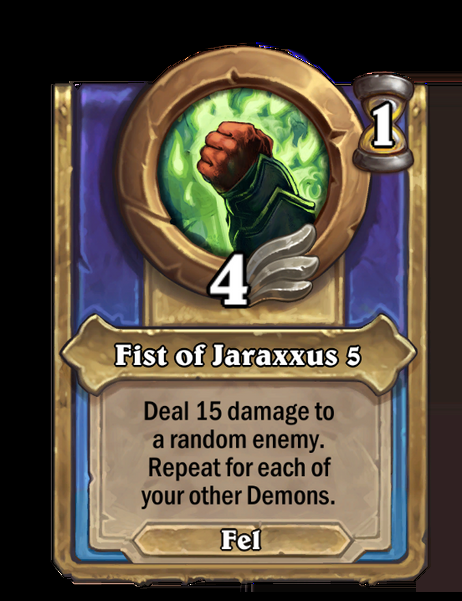 1
4
Fist of Jaraxxus 5
Deal 15 damage to
a random enemy.
Repeat for each of
your other Demons.
Fel